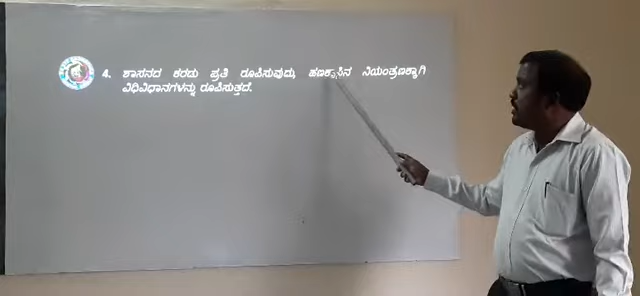 4. ಶಾಸನದ ಕರಡು ಪ್ರತಿ ರೂಪಿಸುವುದು, ಹಣಕಾಸಿನ ನಿಯಂತ್ರಣಕ್ಕಾಗಿ
ವಿಧಿವಿಧಾನಗಳನ್ನು ರೂಪಿಸುತ್ತದೆ.